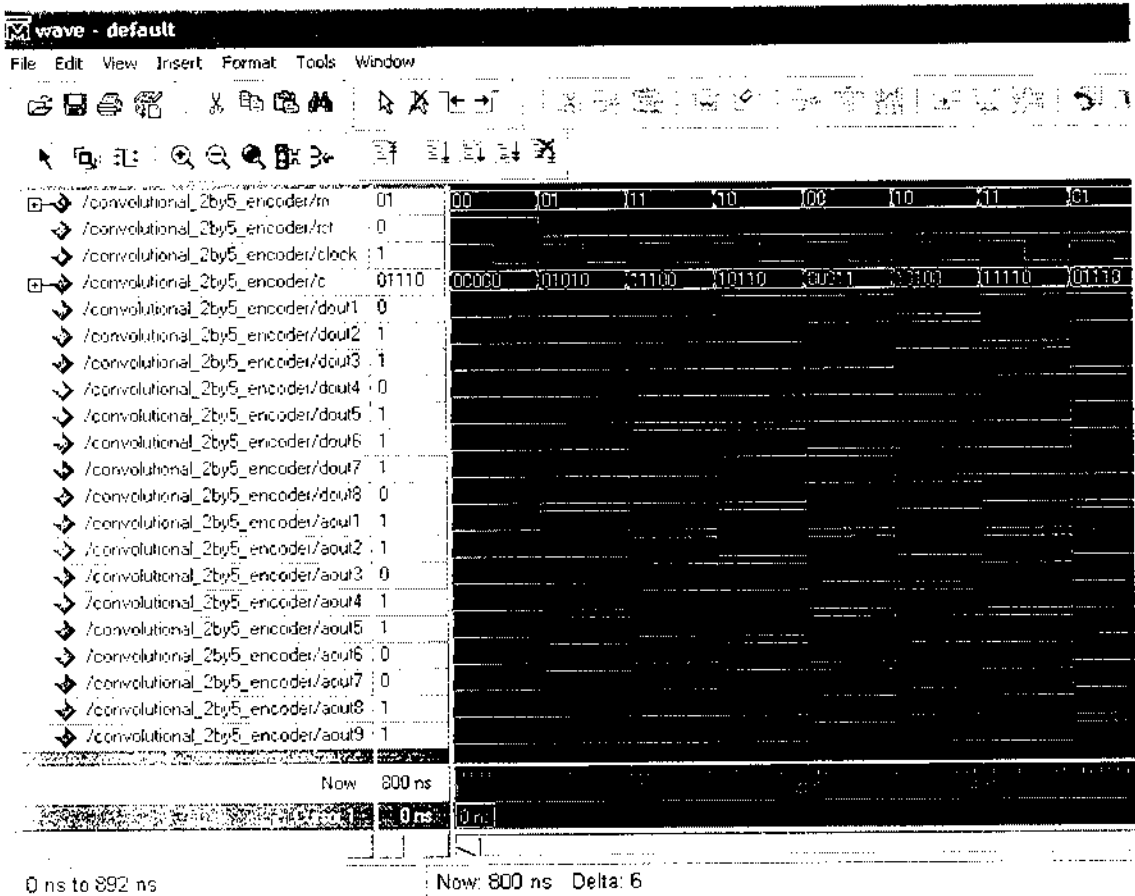 wave - default
File Edit View Insert Format Tools Window
/convolutional_2by5_encoder/m 01 00 01 11 10 00 10 11 01
/convolutional_2by5_encoder/rst 0
/convolutional_2by5_encoder/clock 1
/convolutional_2by5_encoder/c 01110 00000 01010 11100 10110 11110 01110
/convolutional_2by5_encoder/dout1 0
/convolutional_2by5_encoder/dout2 1
/convolutional_2by5_encoder/dout3 1
/convolutional_2by5_encoder/dout4 0
/convolutional_2by5_encoder/dout5 1
/convolutional_2by5_encoder/dout6 1
/convolutional_2by5_encoder/dout7 1
/convolutional_2by5_encoder/dout8 0
/convolutional_2by5_encoder/aout1 1
/convolutional_2by5_encoder/aout2 1
/convolutional_2by5_encoder/aout3 0
/convolutional_2by5_encoder/aout4 1
/convolutional_2by5_encoder/aout5 1
/convolutional_2by5_encoder/aout6 0
/convolutional_2by5_encoder/aout7 0
/convolutional_2by5_encoder/aout8 1
/convolutional_2by5_encoder/aout9 1
Now 800 ns
Cursor 1 0 ns 0 ns
0 ns to 892 ns Now: 800 ns Delta: 6